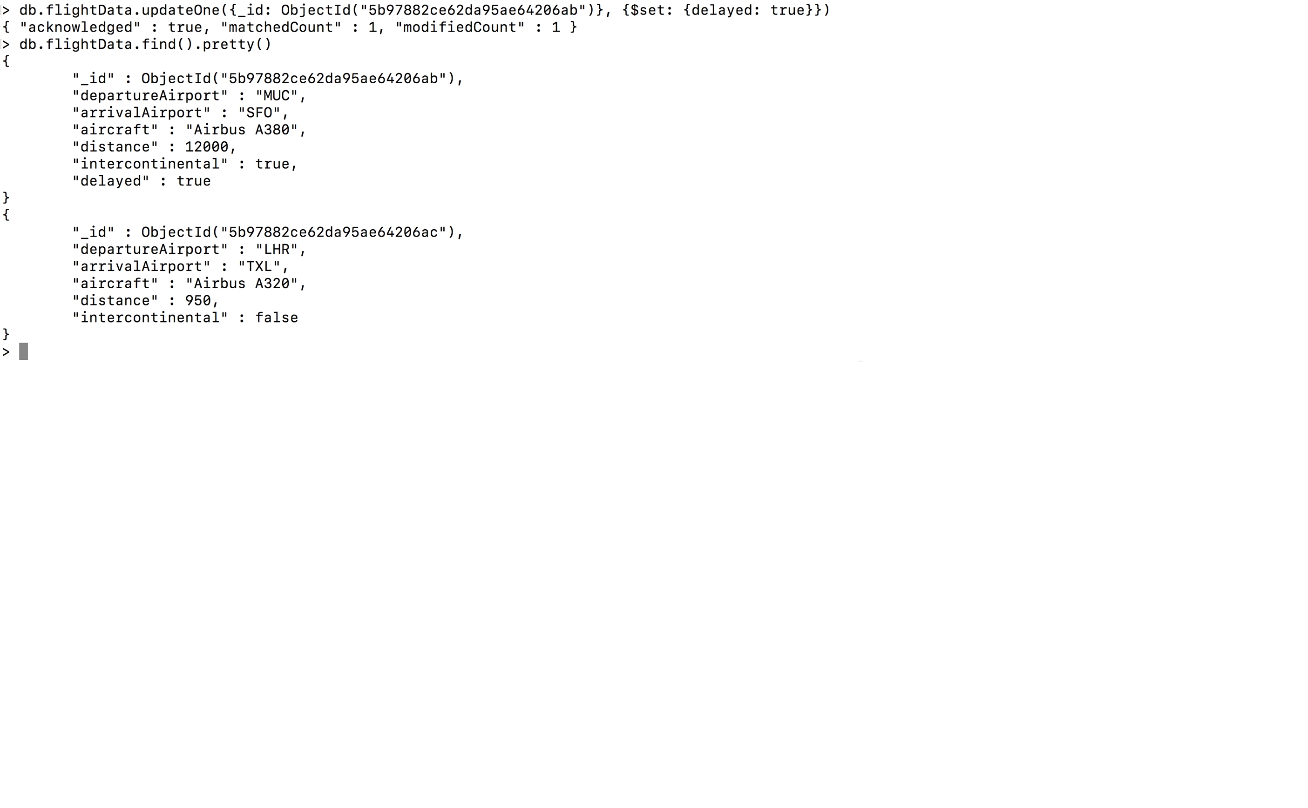 > db.flightData.updateOne({_id: ObjectId("5b97882ce62da95ae64206ab")}, {$set: {delayed: true}})
{ "acknowledged" : true, "matchedCount" : 1, "modifiedCount" : 1 }
> db.flightData.find().pretty()
{
        "_id" : ObjectId("5b97882ce62da95ae64206ab"),
        "departureAirport" : "MUC",
        "arrivalAirport" : "SFO",
        "aircraft" : "Airbus A380",
        "distance" : 12000,
        "intercontinental" : true,
        "delayed" : true
}
{
        "_id" : ObjectId("5b97882ce62da95ae64206ac"),
        "departureAirport" : "LHR",
        "arrivalAirport" : "TXL",
        "aircraft" : "Airbus A320",
        "distance" : 950,
        "intercontinental" : false
}
>